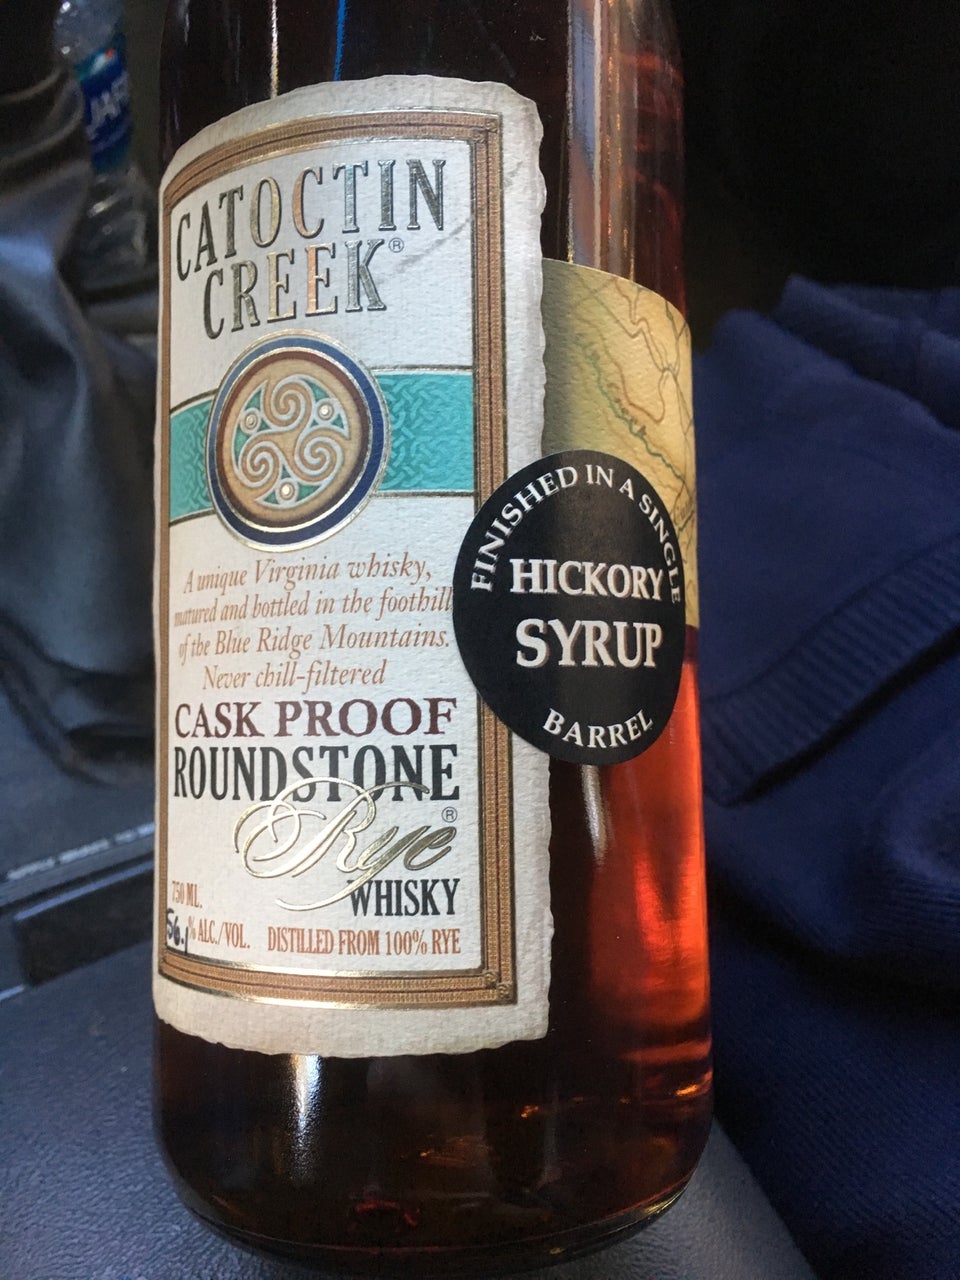 CATOCTIN
CREEK®
A unique Virginia whisky,
matured and bottled in the foothill
of the Blue Ridge Mountains.
Never chill-filtered
CASK PROOF
ROUNDSTONE
Rye®
WHISKY
750 ML.
56.1% ALC./VOL. DISTILLED FROM 100% RYE
FINISHED IN A SINGLE
HICKORY
SYRUP
BARREL